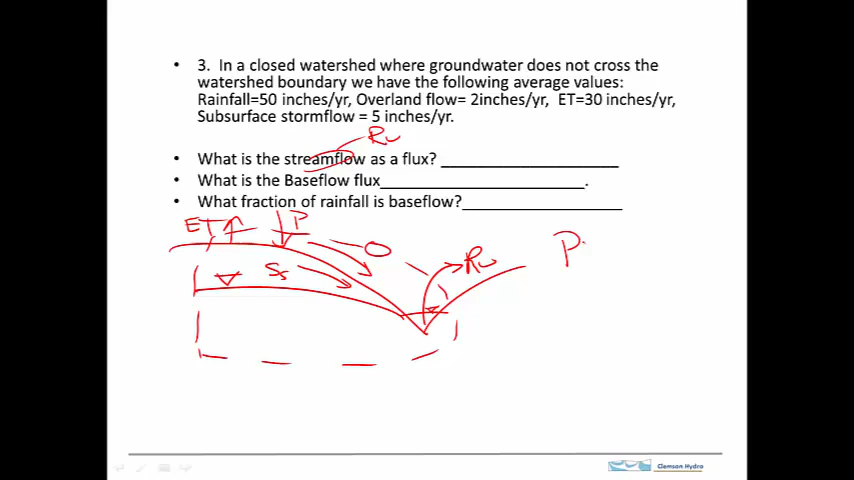 • 3. In a closed watershed where groundwater does not cross the
watershed boundary we have the following average values:
Rainfall=50 inches/yr, Overland flow= 2inches/yr, ET=30 inches/yr,
Subsurface stormflow = 5 inches/yr.
Ru
• What is the streamflow as a flux? ____________________
• What is the Baseflow flux_______________________.
• What fraction of rainfall is baseflow?__________________
ET P
O
Ss Ru P
Clemson Hydro